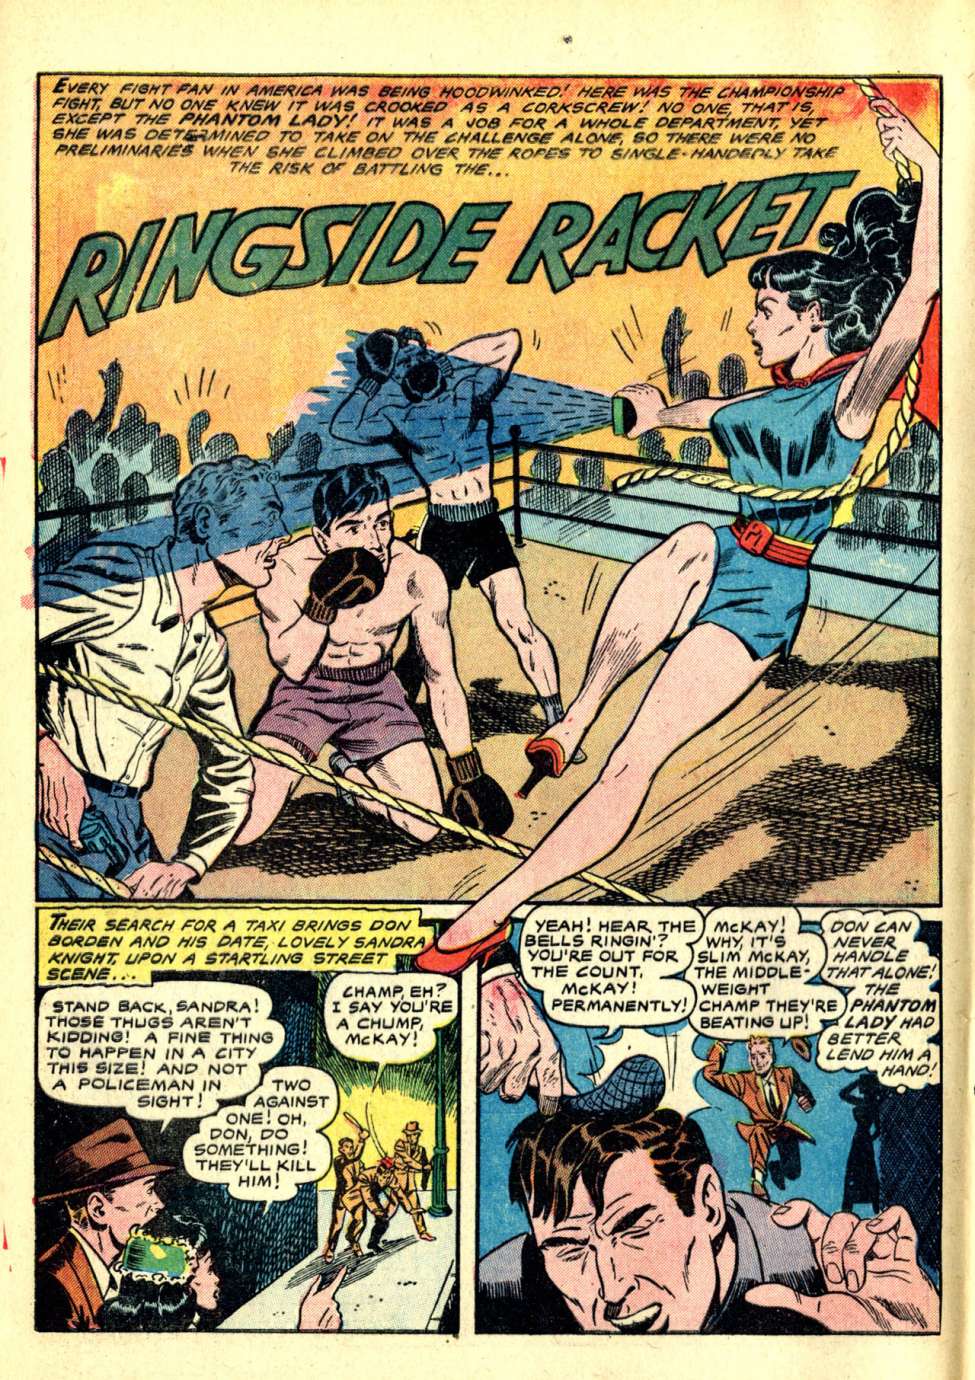 EVERY FIGHT FAN IN AMERICA WAS BEING HOODWINKED! HERE WAS THE CHAMPIONSHIP
FIGHT, BUT NO ONE KNEW IT WAS CROOKED AS A CORKSCREW! NO ONE, THAT IS,
EXCEPT THE PHANTOM LADY! IT WAS A JOB FOR A WHOLE DEPARTMENT, YET
SHE WAS DETERMINED TO TAKE ON THE CHALLENGE ALONE, SO THERE WERE NO
PRELIMINARIES WHEN SHE CLIMBED OVER THE ROPES TO SINGLE-HANDEDLY TAKE
THE RISK OF BATTLING THE...
RINGSIDE RACKET
THEIR SEARCH FOR A TAXI BRINGS DON
BORDEN AND HIS DATE, LOVELY SANDRA
KNIGHT, UPON A STARTLING STREET
SCENE...
STAND BACK, SANDRA!
THOSE THUGS AREN'T
KIDDING! A FINE THING
TO HAPPEN IN A CITY
THIS SIZE! AND NOT
A POLICEMAN IN
SIGHT!
TWO
AGAINST
ONE! OH,
DON, DO
SOMETHING!
THEY'LL KILL
HIM!
CHAMP, EH?
I SAY YOU'RE
A CHUMP,
MCKAY!
YEAH! HEAR THE
BELLS RINGIN'?
YOU'RE OUT FOR
THE COUNT,
MCKAY!
PERMANENTLY!
MCKAY!
WHY, IT'S
SLIM MCKAY,
THE MIDDLE-
WEIGHT
CHAMP THEY'RE
BEATING UP!
DON CAN
NEVER
HANDLE
THAT ALONE!
THE
PHANTOM
LADY HAD
BETTER
LEND HIM A
HAND!